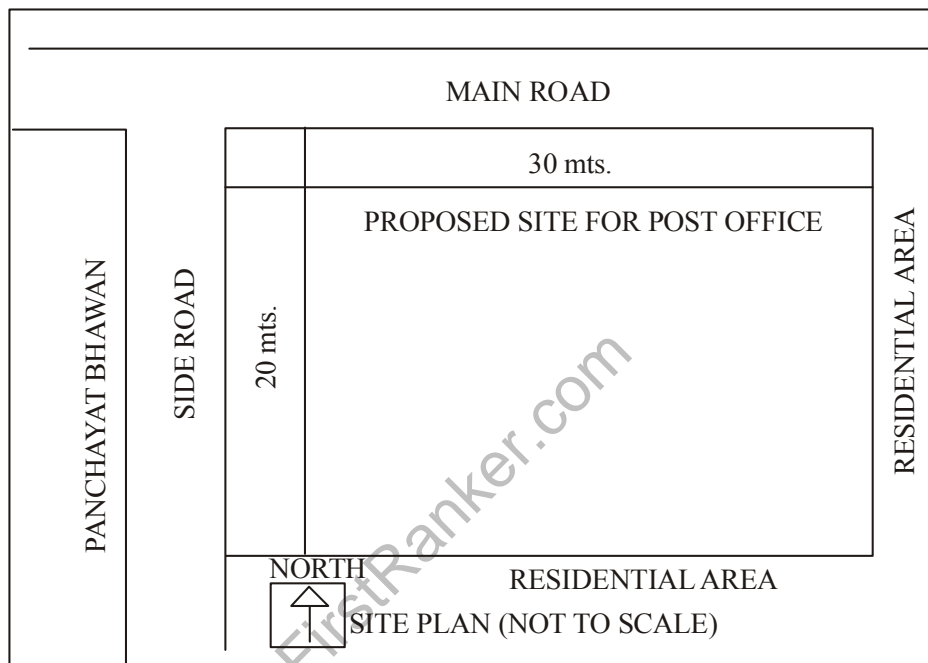 MAIN ROAD
30 mts.
PROPOSED SITE FOR POST OFFICE
PANCHAYAT BHAWAN
SIDE ROAD
20 mts.
RESIDENTIAL AREA
FirstRanker.com
NORTH
RESIDENTIAL AREA
SITE PLAN (NOT TO SCALE)